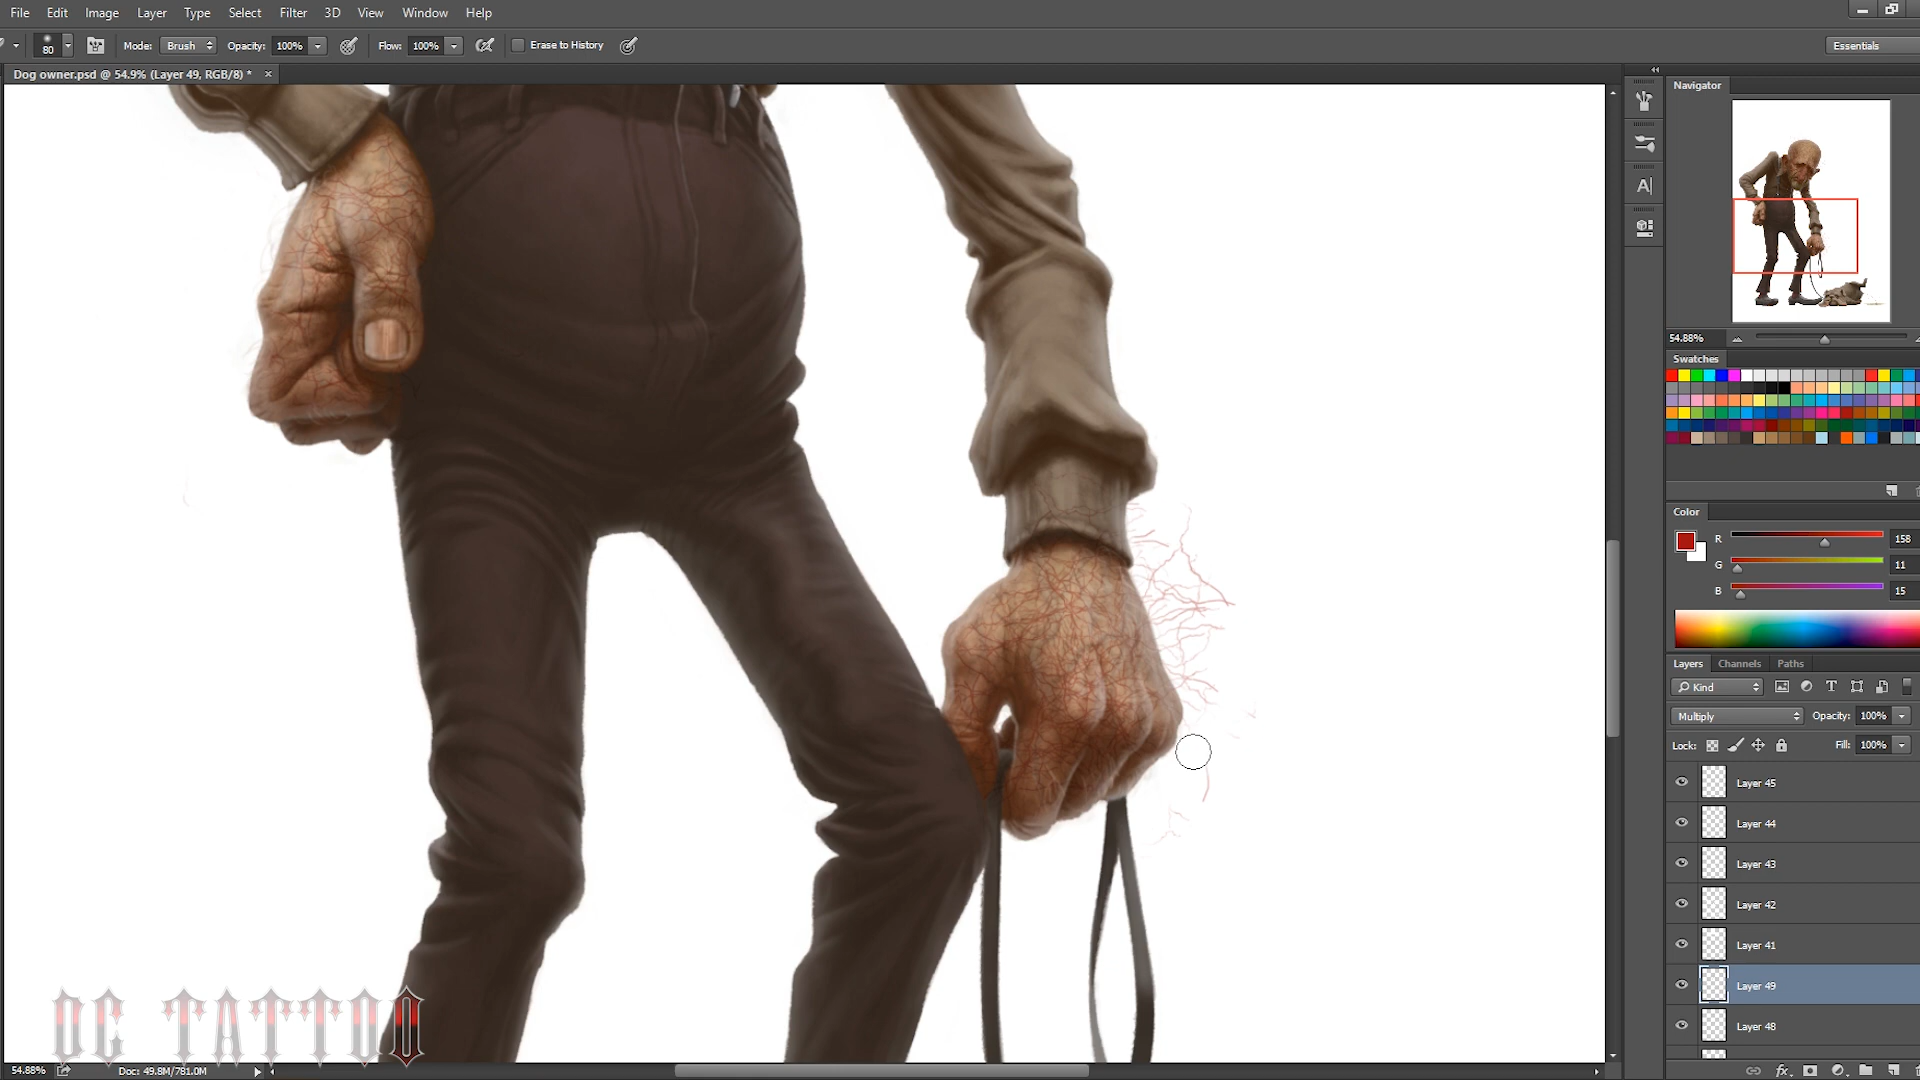 File Edit Image Layer Type Select Filter 3D View Window Help
80 Mode: Brush Opacity: 100% Flow: 100% Erase to History Essentials
Dog owner.psd @ 54.9% (Layer 49, RGB/8) * ×
Navigator
54.88%
Swatches
Color
R 158
G 11
B 15
Layers Channels Paths
Kind
Multiply Opacity: 100%
Lock: Fill: 100%
Layer 45
Layer 44
Layer 43
Layer 42
Layer 41
Layer 49
Layer 48
DC TATTOO
54.88% Doc: 49.8M/781.0M